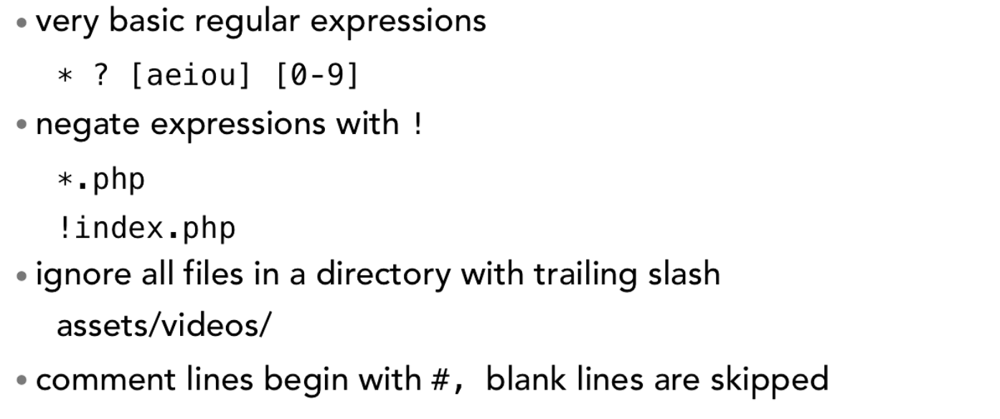 • very basic regular expressions
* ? [aeiou] [0-9]
• negate expressions with !
*.php
!index.php
• ignore all files in a directory with trailing slash
assets/videos/
• comment lines begin with #, blank lines are skipped